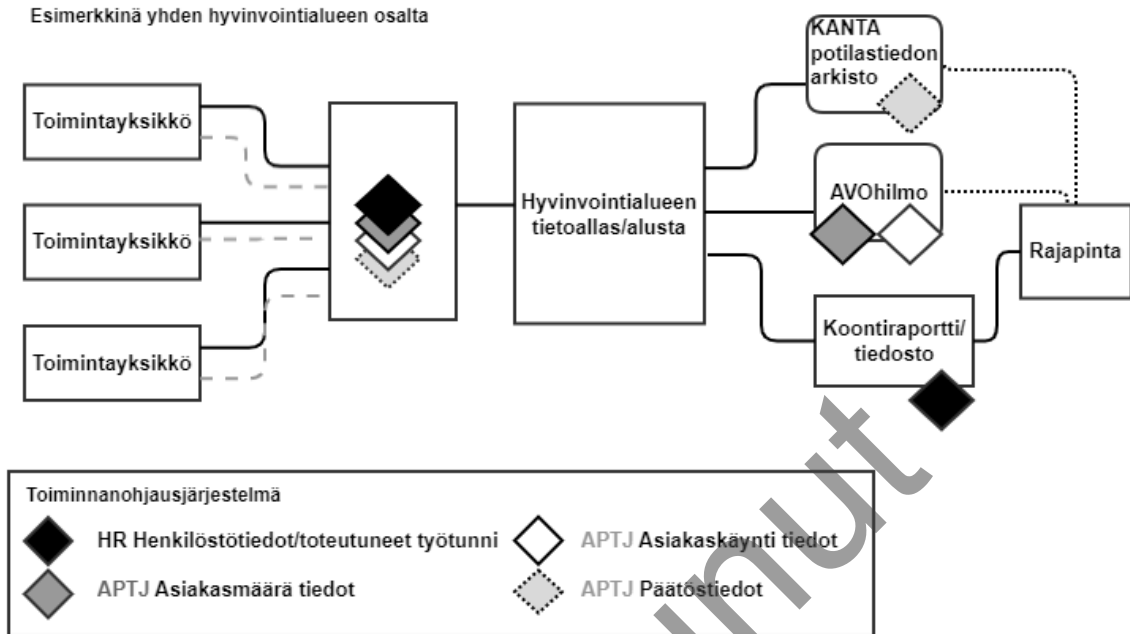 Esimerkkinä yhden hyvinvointialueen osalta
Toimintayksikkö
Toimintayksikkö
Toimintayksikkö
Hyvinvointialueen
tietoallas/alusta
KANTA
potilastiedon
arkisto
AVOhilmo
Koontiraportti/
tiedosto
Rajapinta
Toiminnanohjausjärjestelmä
HR Henkilöstötiedot/toteutuneet työtunni
APTJ Asiakasmäärä tiedot
APTJ Asiakaskäynti tiedot
APTJ Päätöstiedot